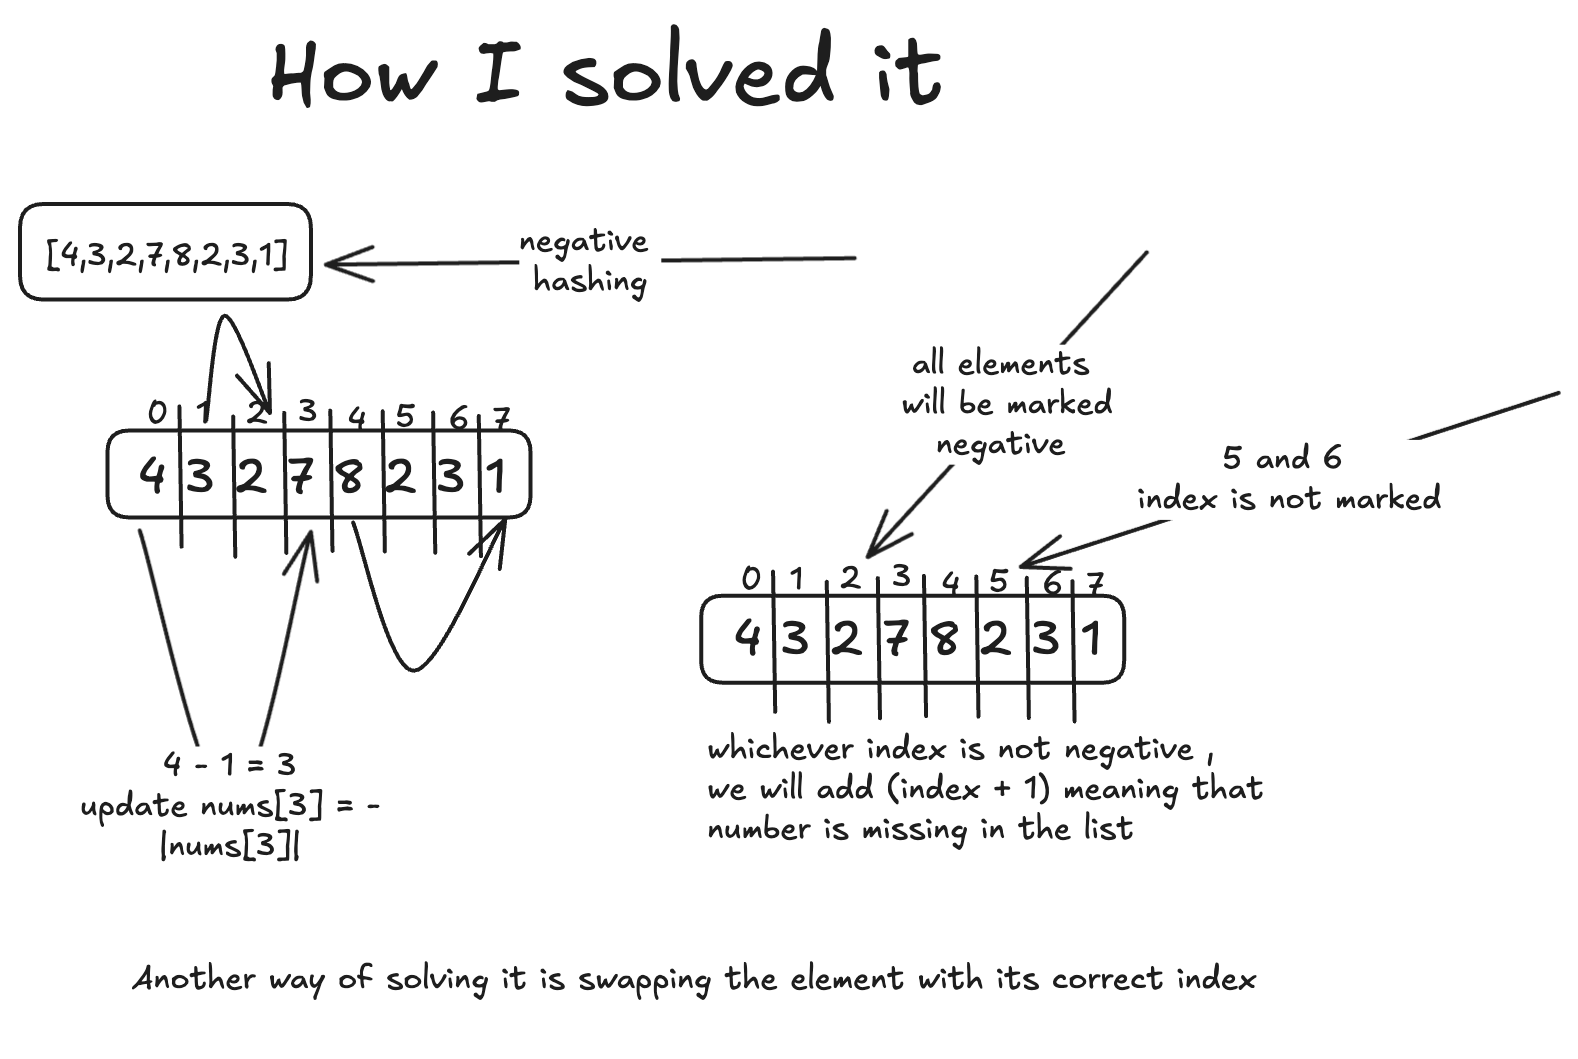 How I solved it
[4,3,2,7,8,2,3,1]
negative
hashing
all elements
will be marked
negative
5 and 6
index is not marked
0 1 2 3 4 5 6 7
4 3 2 7 8 2 3 1
4 - 1 = 3
update nums[3] = -
|nums[3]|
0 1 2 3 4 5 6 7
4 3 2 7 8 2 3 1
whichever index is not negative ,
we will add (index + 1) meaning that
number is missing in the list
Another way of solving it is swapping the element with its correct index